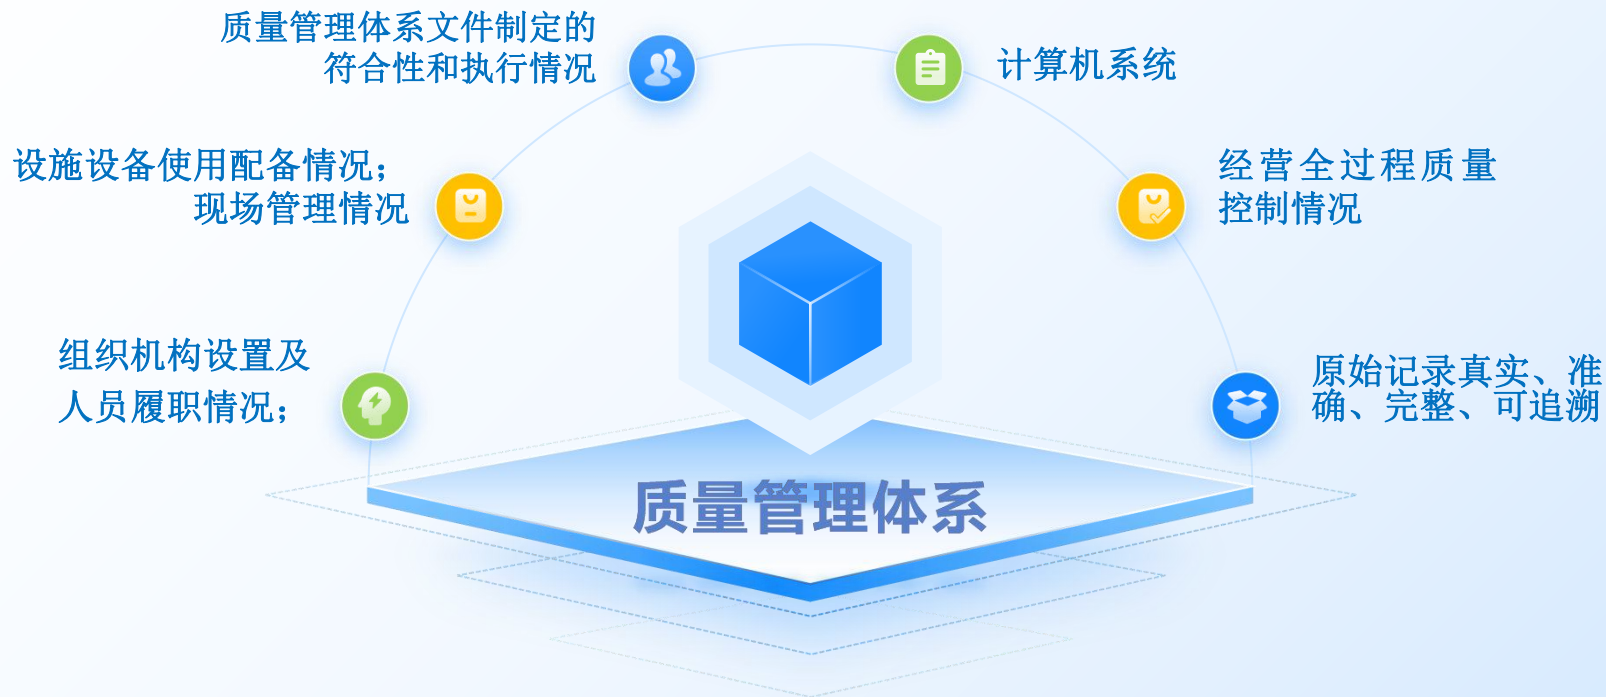 质量管理体系文件制定的
符合性和执行情况
计算机系统
设施设备使用配备情况；
现场管理情况
经营全过程质量
控制情况
组织机构设置及
人员履职情况；
原始记录真实、准
确、完整、可追溯
质量管理体系